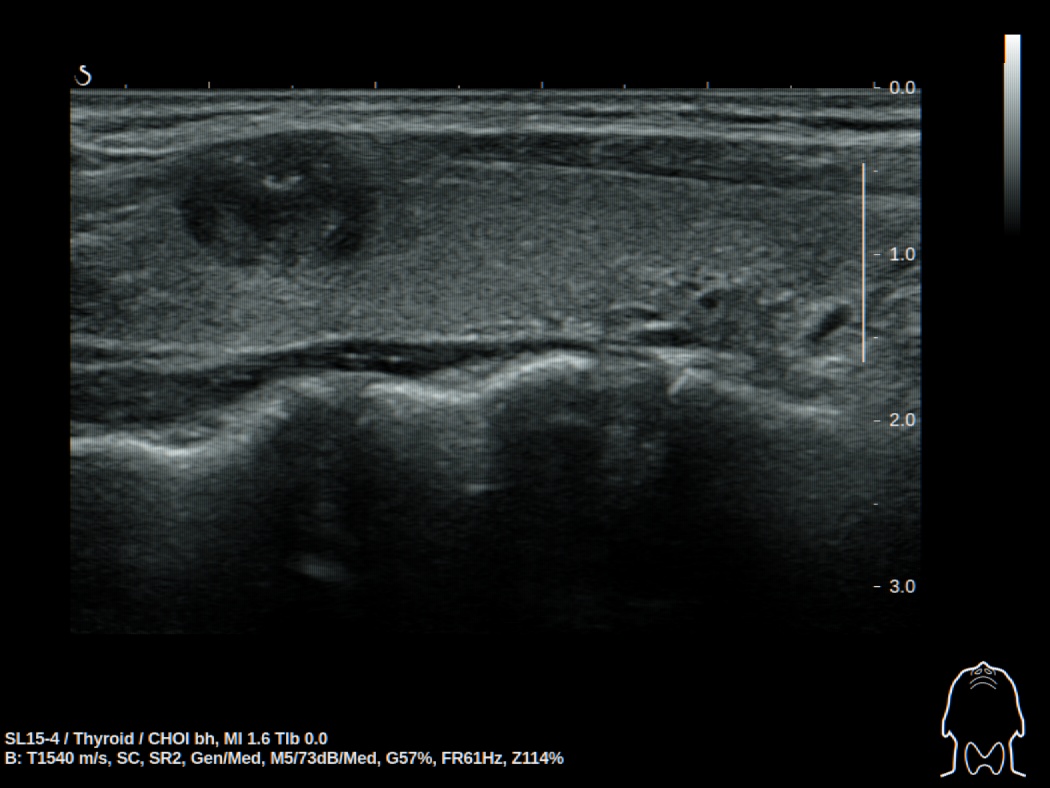 0.0
1.0
2.0
3.0
SL15-4 / Thyroid / CHOI bh, MI 1.6 TIb 0.0
B: T1540 m/s, SC, SR2, Gen/Med, M5/73dB/Med, G57%, FR61Hz, Z114%